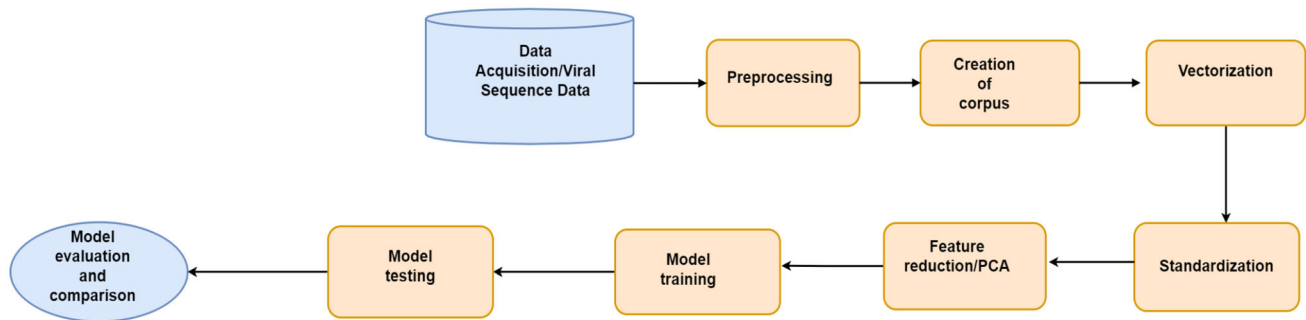 Data
Acquisition/Viral
Sequence Data
Preprocessing
Creation
of
corpus
Vectorization
Standardization
Feature
reduction/PCA
Model
training
Model
testing
Model
evaluation
and
comparison